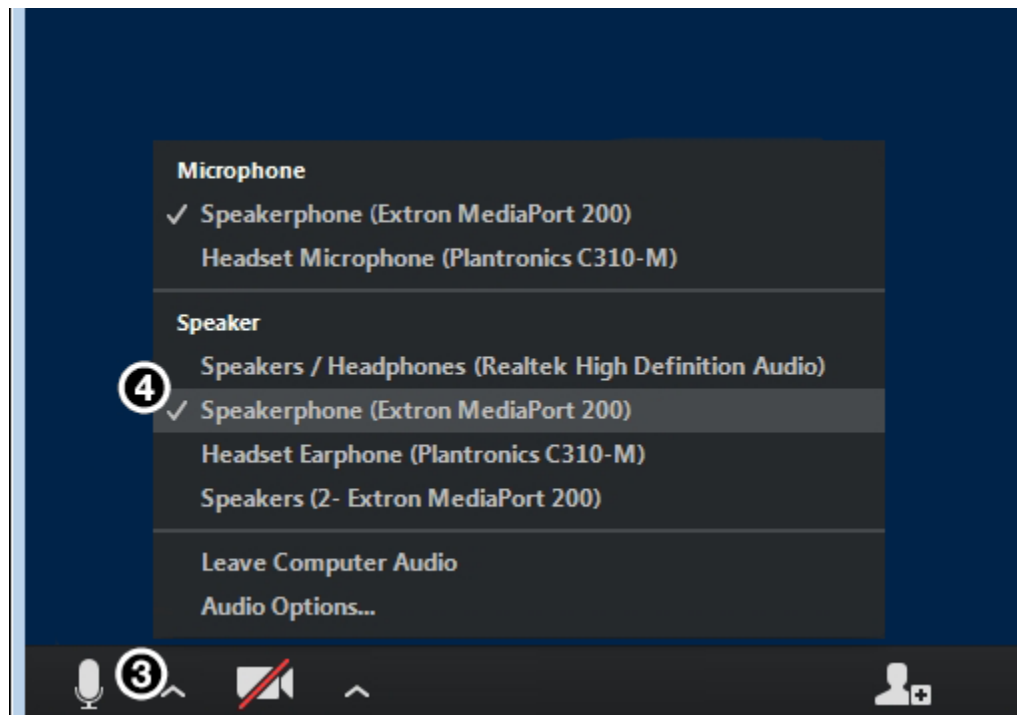 Microphone
Speakerphone (Extron MediaPort 200)
Headset Microphone (Plantronics C310-M)
Speaker
Speakers / Headphones (Realtek High Definition Audio)
4
Speakerphone (Extron MediaPort 200)
Headset Earphone (Plantronics C310-M)
Speakers (2- Extron MediaPort 200)
Leave Computer Audio
Audio Options...
3